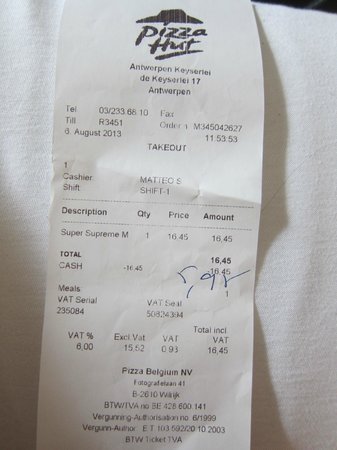 Pizza
Hut
Antwerpen Keyserlei
de Keyserlei 17
Antwerpen
Tel 03/233.68.10 Fax
Till R3451 Order n M345042627
6. August 2013 11:53:53
TAKEOUT
1
Cashier MATTEO S
Shift: SHIFT-1
Description Qty Price Amount
Super Supreme M 1 16,45 16,45
TOTAL 16,45
CASH -16,45 16,45
Meals: 1
VAT Serial VAT Seal
235084 50824394
VAT % Excl Vat VAT Total incl VAT
6,00 15,52 0,93 16,45
Pizza Belgium NV
Fotografielaan 41
B-2610 Wilrijk
BTW/TVA no BE 428 600 141
Vergunning-Authorisation no 6/1999
Vergunn-Author: E.T.103.592/20.10.2003
BTW Ticket TVA